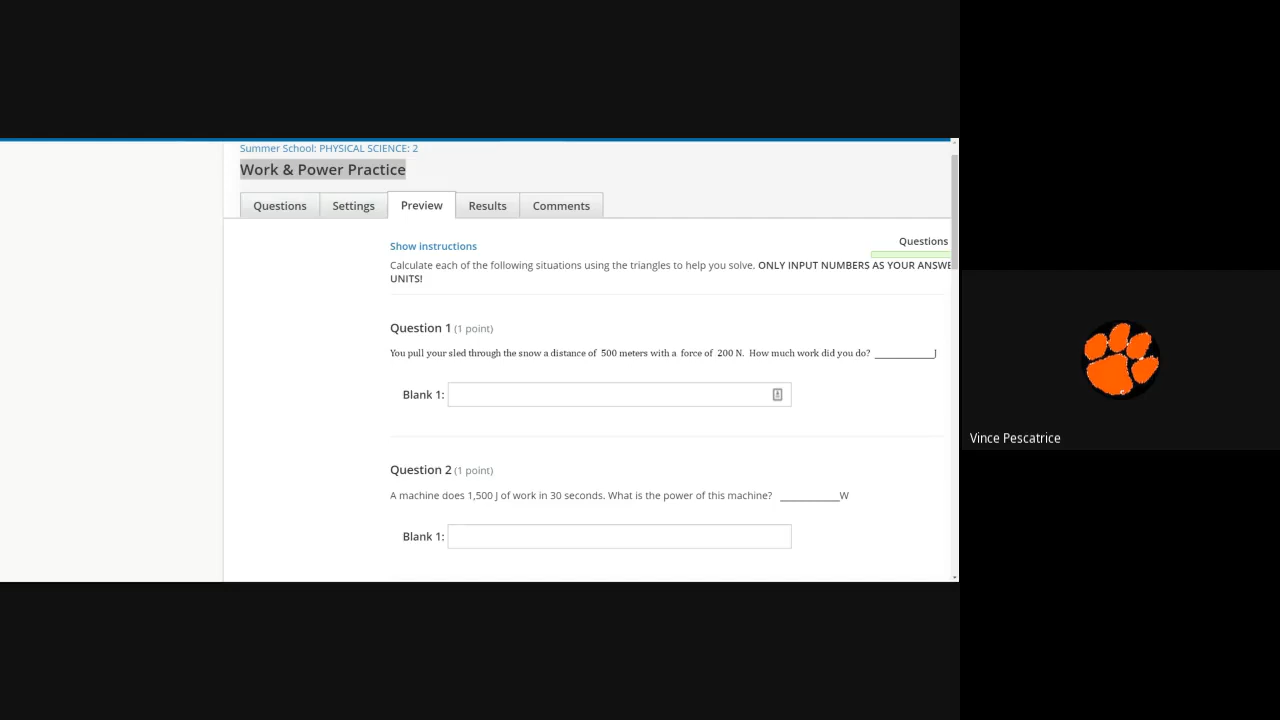 Summer School: PHYSICAL SCIENCE: 2
Work & Power Practice
Questions Settings Preview Results Comments
Questions
Show instructions
Calculate each of the following situations using the triangles to help you solve. ONLY INPUT NUMBERS AS YOUR
UNITS!
Question 1 (1 point)
You pull your sled through the snow a distance of 500 meters with a force of 200 N. How much work did you do? ____________J
Blank 1:
Question 2 (1 point)
A machine does 1,500 J of work in 30 seconds. What is the power of this machine? ____________W
Blank 1:
Vince Pescatrice